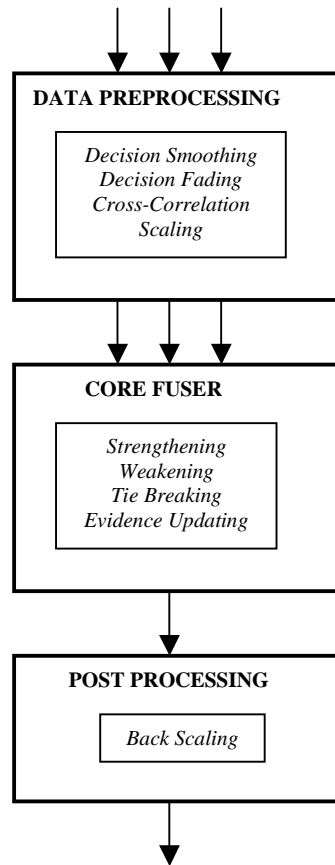 DATA PREPROCESSING
Decision Smoothing
Decision Fading
Cross-Correlation
Scaling
CORE FUSER
Strengthening
Weakening
Tie Breaking
Evidence Updating
POST PROCESSING
Back Scaling